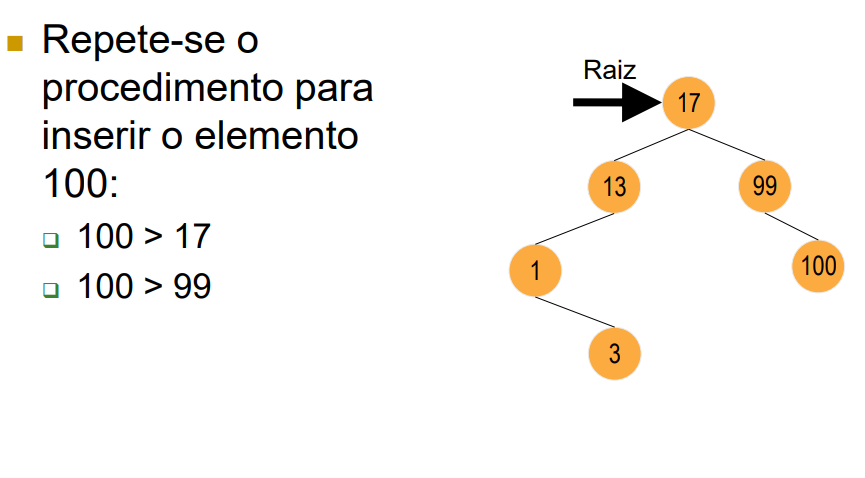 Repete-se o
procedimento para
inserir o elemento
100:
100 > 17
100 > 99
Raiz
17
13
99
1
100
3